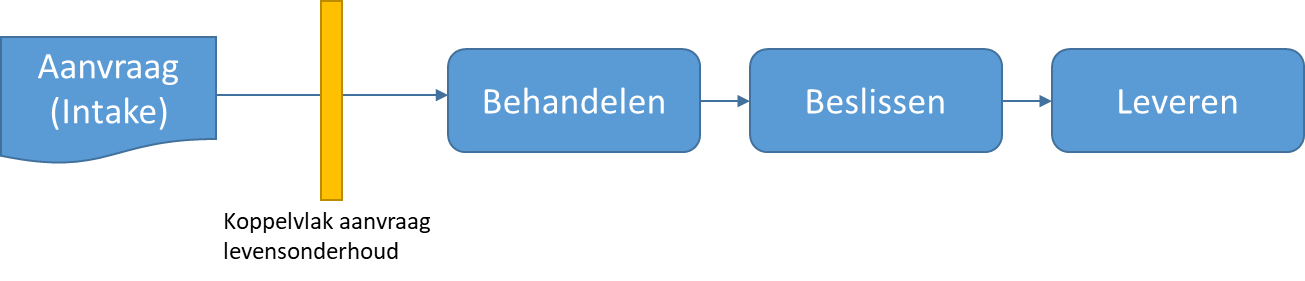 Aanvraag
(Intake)
Behandelen
Beslissen
Leveren
Koppelvlak aanvraag
levensonderhoud